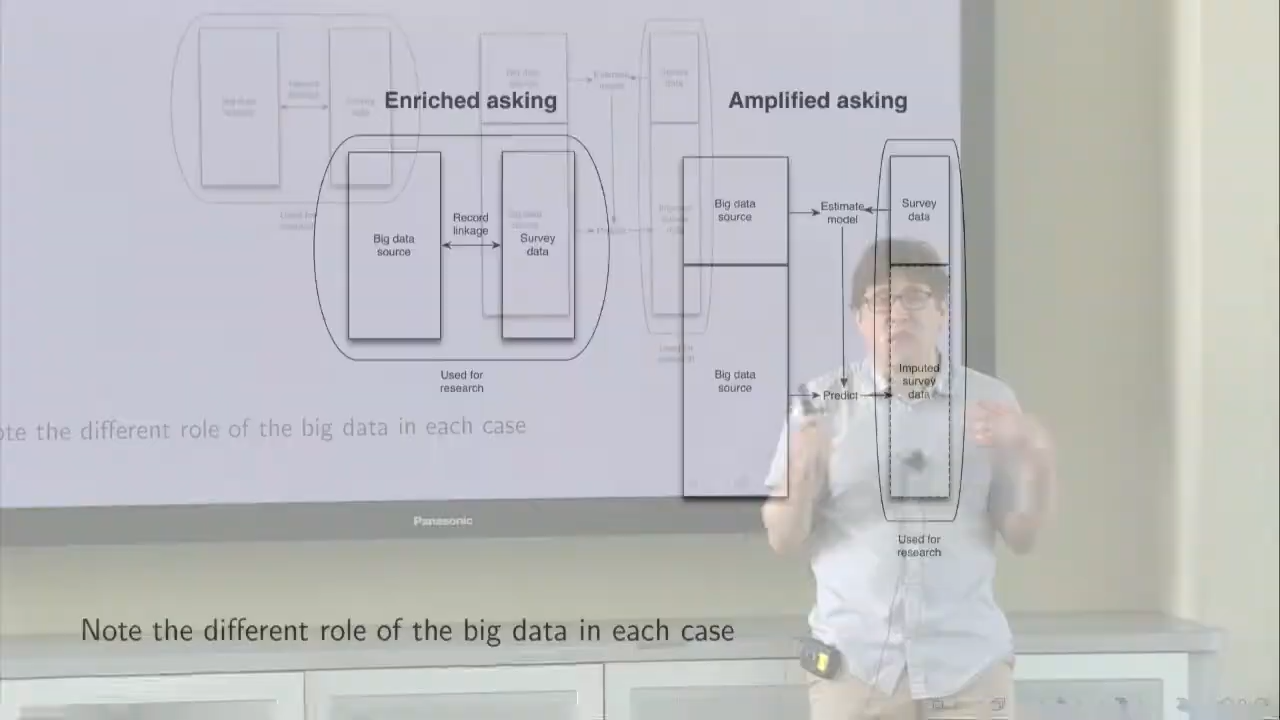 Enriched asking
Big data
source
Record
linkage
Survey
data
Used for
research
Amplified asking
Big data
source
Estimate
model
Survey
data
Big data
source
Predict
Imputed
survey
data
Used for
research
the different role of the big data in each case
Panasonic
Note the different role of the big data in each case